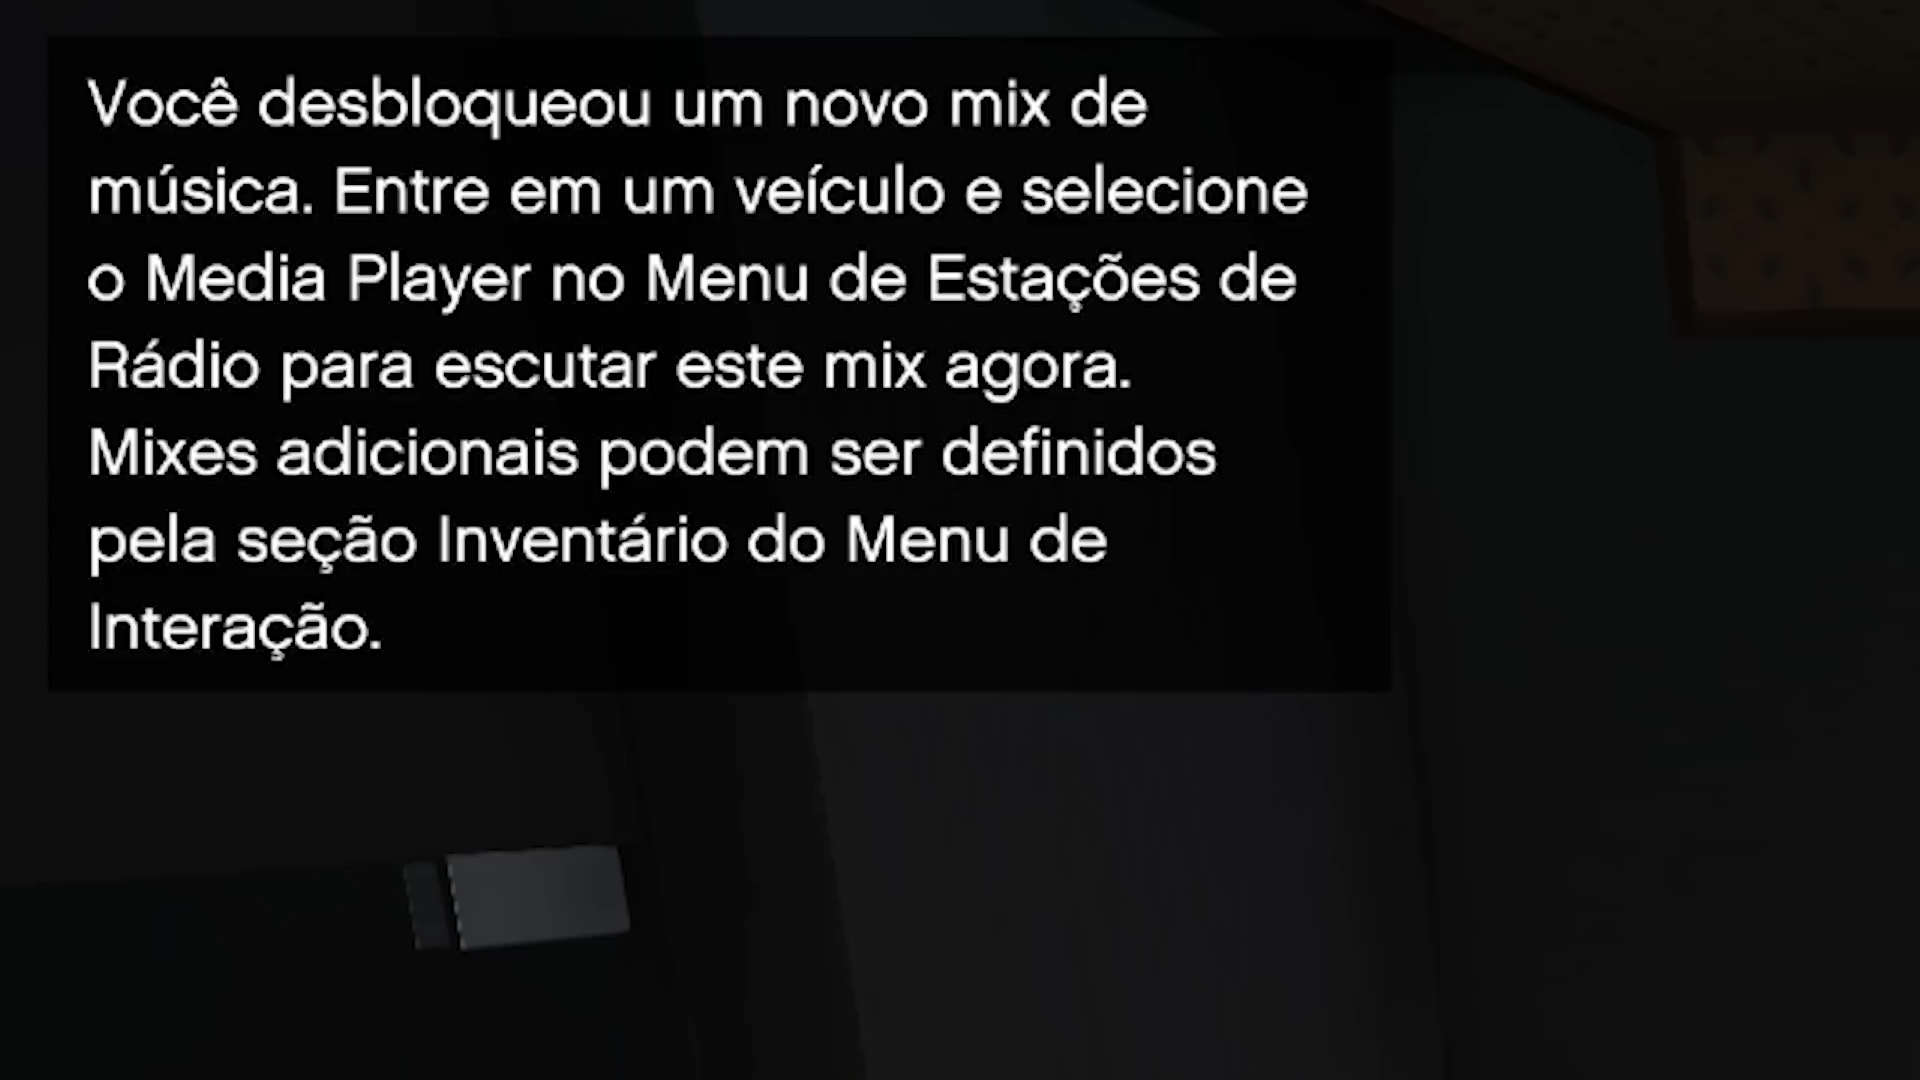 Você desbloqueou um novo mix de
música. Entre em um veículo e selecione
o Media Player no Menu de Estações de
Rádio para escutar este mix agora.
Mixes adicionais podem ser definidos
pela seção Inventário do Menu de
Interação.